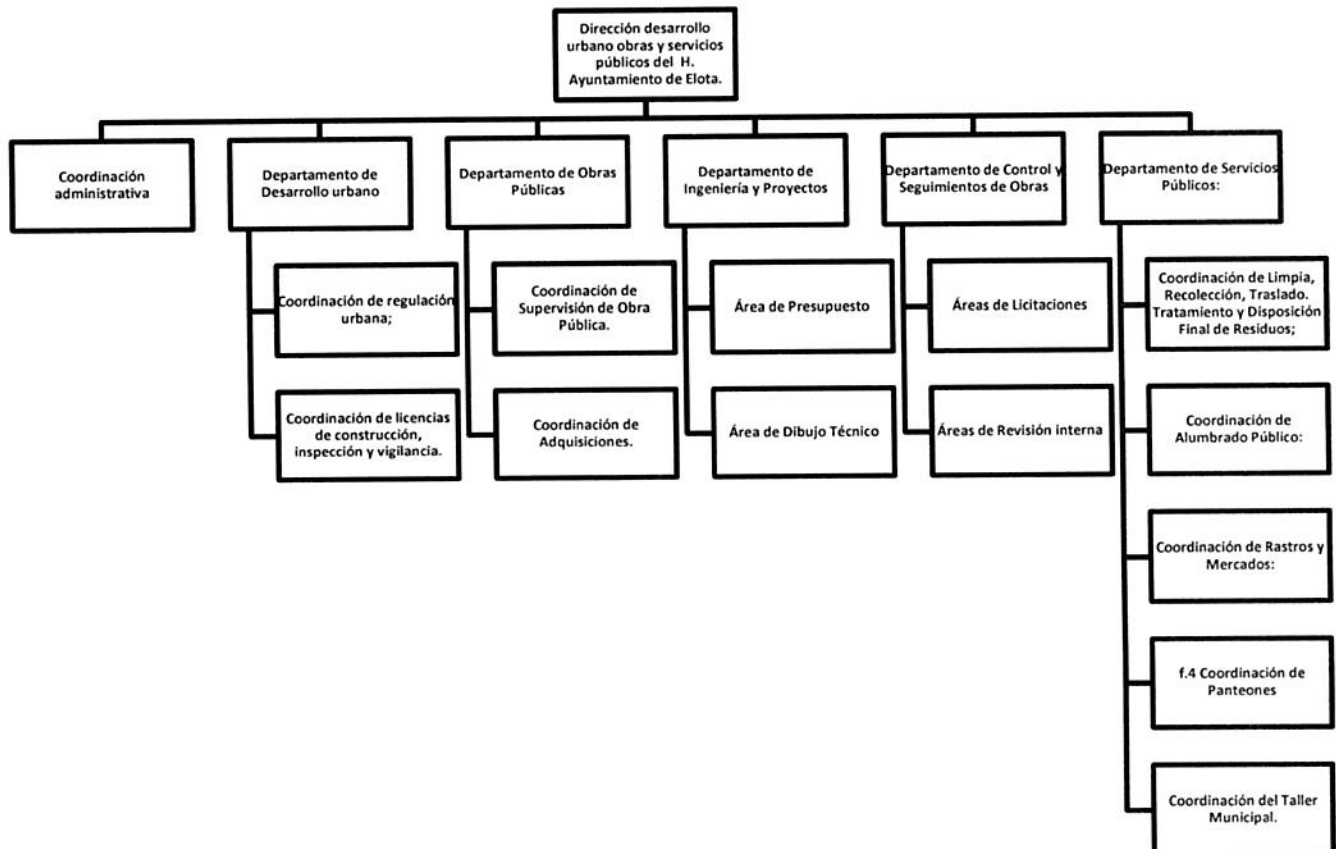 Dirección desarrollo
urbano obras y servicios
públicos del H.
Ayuntamiento de Elota.
Coordinación
administrativa
Departamento de
Desarrollo urbano
Departamento de Obras
Públicas
Departamento de
Ingeniería y Proyectos
Departamento de Control y
Seguimientos de Obras
Departamento de Servicios
Públicos:
Coordinación de regulación
urbana;
Coordinación de licencias
de construcción,
inspección y vigilancia.
Coordinación de
Supervisión de Obra
Pública.
Coordinación de
Adquisiciones.
Área de Presupuesto
Área de Dibujo Técnico
Áreas de Licitaciones
Áreas de Revisión interna
Coordinación de Limpia,
Recolección, Traslado.
Tratamiento y Disposición
Final de Residuos;
Coordinación de
Alumbrado Público:
Coordinación de Rastros y
Mercados:
f.4 Coordinación de
Panteones
Coordinación del Taller
Municipal.